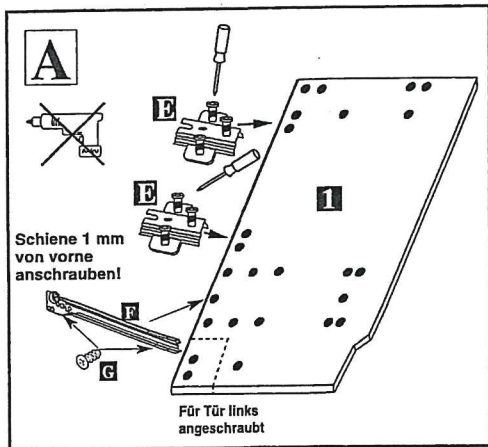 A
E
1
E
Schiene 1 mm
von vorne
anschrauben!
F
G
Für Tür links
angeschraubt